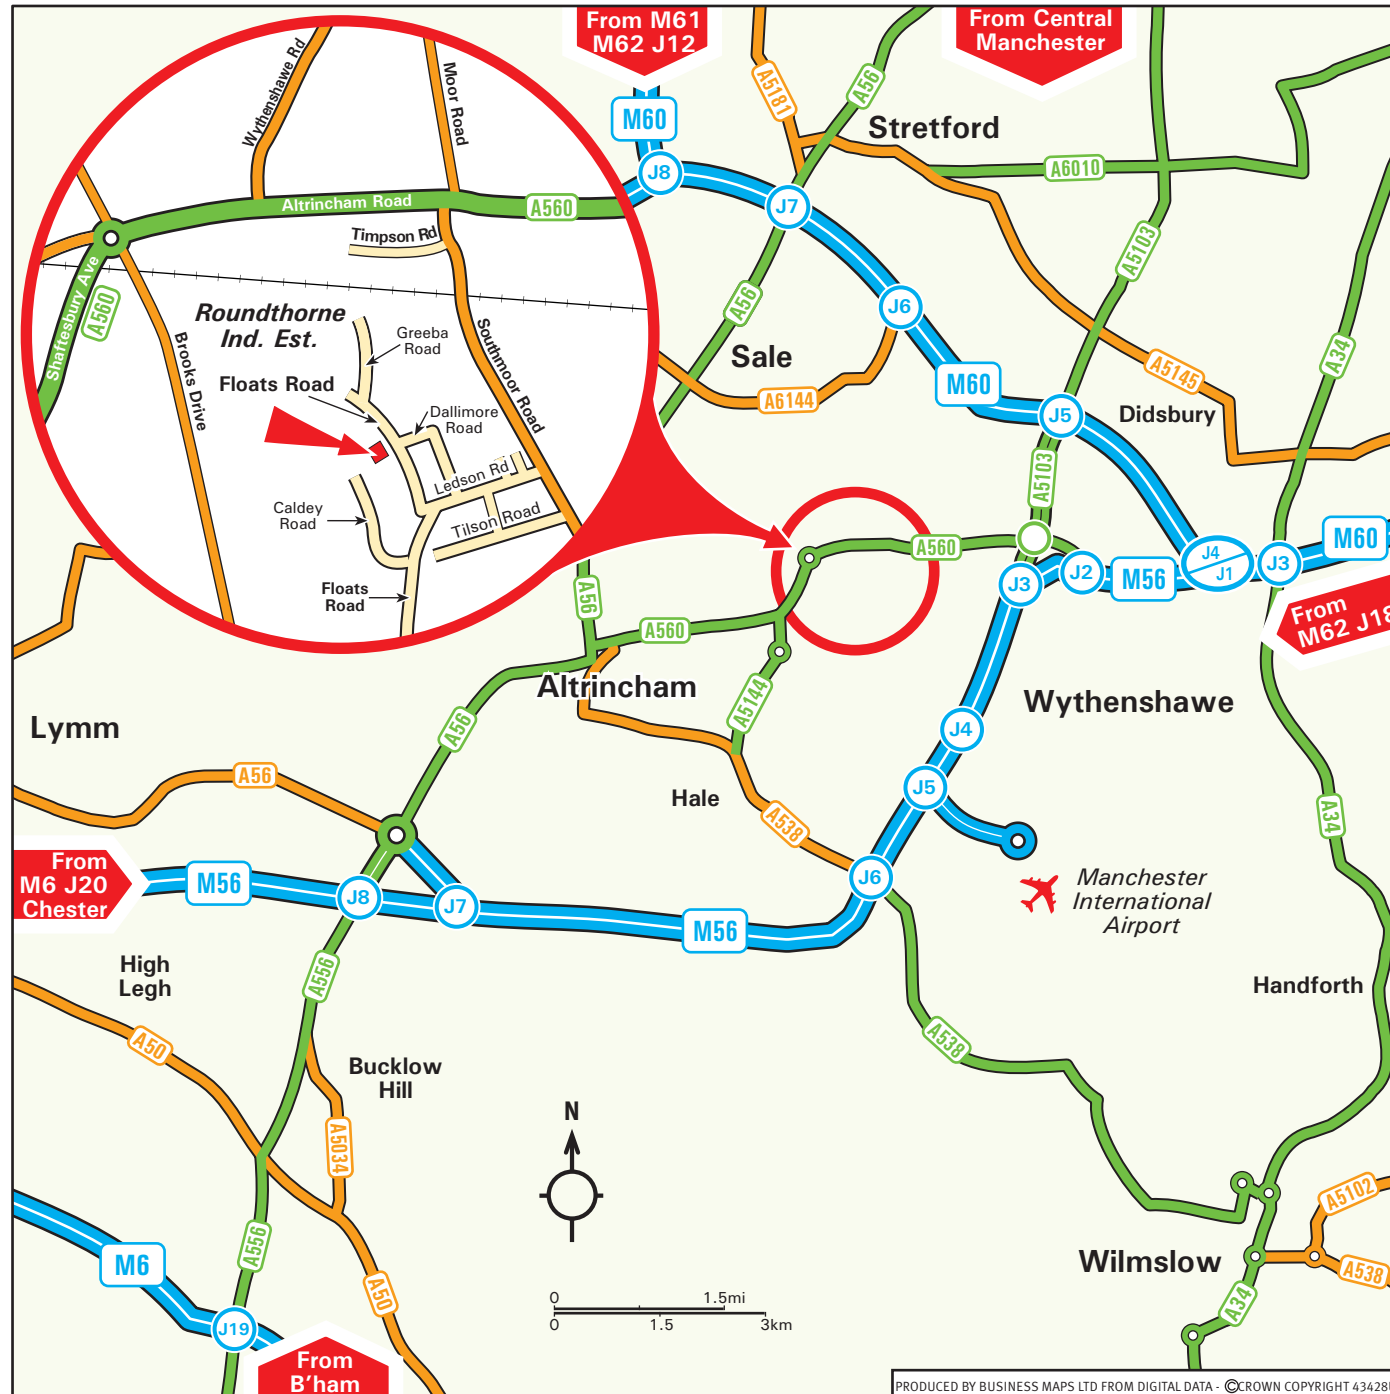 From M61
M62 J12
From Central
Manchester
M60
A5181
A56
Stretford
A6010
J8
J7
A5103
A56
J6
Sale
A6144
M60
A5145
A34
Didsbury
J5
A5103
Wythenshawe Rd
Moor Road
Altrincham Road
A560
Timpson Rd
Shaftesbury Ave
A560
Roundthorne
Ind. Est.
Greeba
Road
Brooks Drive
Southmoor Road
Floats Road
Dallimore
Road
Ledson Rd
Caldey
Road
Tilson Road
Floats
Road
A560
J3
J2
M56
J4
J1
J3
M60
From
M62 J18
A56
A560
Altrincham
A5144
Wythenshawe
Lymm
A56
J4
A56
Hale
J5
A538
A34
From
M6 J20
Chester
M56
J8
J7
M56
J6
Manchester
International
Airport
High
Legh
A556
Handforth
A50
A538
Bucklow
Hill
N
A5034
A5102
A556
M6
Wilmslow
A538
A50
A34
0
1.5mi
0
1.5
3km
J19
From
B'ham
PRODUCED BY BUSINESS MAPS LTD FROM DIGITAL DATA - ©CROWN COPYRIGHT 43428